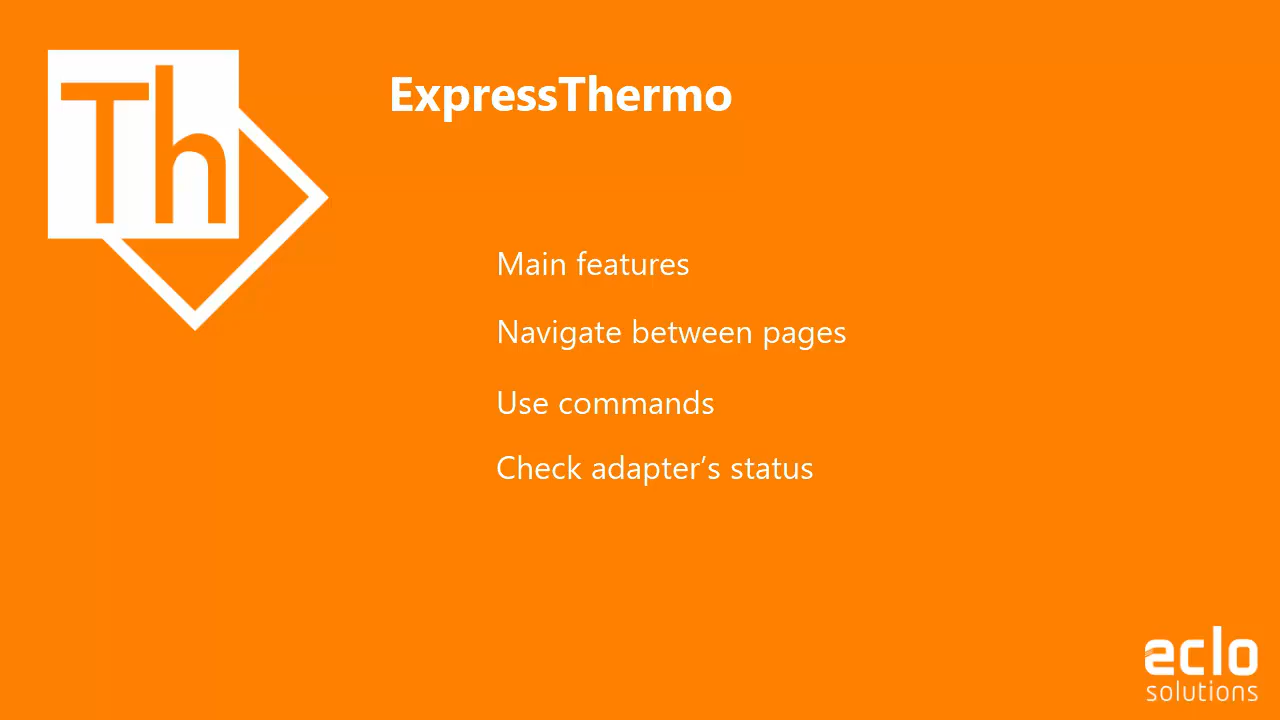 Th
ExpressThermo
Main features
Navigate between pages
Use commands
Check adapter’s status
eclo
solutions